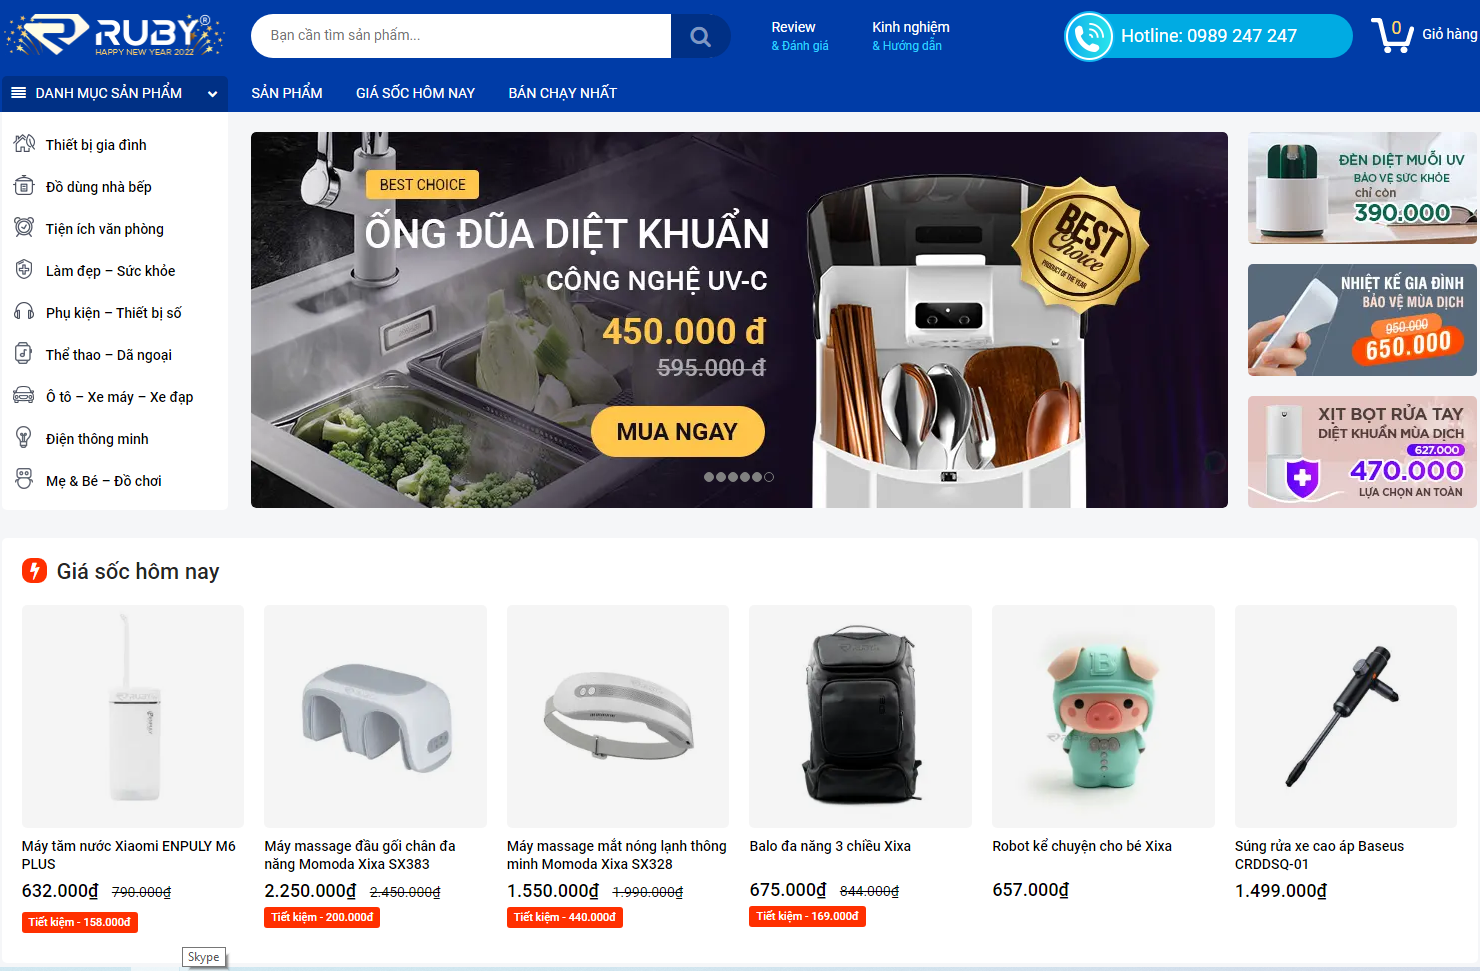 RUBY®
HAPPY NEW YEAR 2022
Bạn cần tìm sản phẩm...
Review
& Đánh giá
Kinh nghiệm
& Hướng dẫn
Hotline: 0989 247 247
0
Giỏ hàng
DANH MỤC SẢN PHẨM
SẢN PHẨM
GIÁ SỐC HÔM NAY
BÁN CHẠY NHẤT
Thiết bị gia đình
Đồ dùng nhà bếp
Tiện ích văn phòng
Làm đẹp – Sức khỏe
Phụ kiện – Thiết bị số
Thể thao – Dã ngoại
Ô tô – Xe máy – Xe đạp
Điện thông minh
Mẹ & Bé – Đồ chơi
BEST CHOICE
ỐNG ĐŨA DIỆT KHUẨN
CÔNG NGHỆ UV-C
450.000 đ
595.000 đ
MUA NGAY
BEST
Choice
PRODUCT OF THE YEAR
ĐÈN DIỆT MUỖI UV
BẢO VỆ SỨC KHỎE
chỉ còn
390.000
NHIỆT KẾ GIA ĐÌNH
BẢO VỆ MÙA DỊCH
950.000
650.000
XỊT BỌT RỬA TAY
DIỆT KHUẨN MÙA DỊCH
627.000
470.000
LỰA CHỌN AN TOÀN
Giá sốc hôm nay
Máy tăm nước Xiaomi ENPULY M6
PLUS
632.000₫ 790.000₫
Tiết kiệm - 158.000đ
Máy massage đầu gối chân đa
năng Momoda Xixa SX383
2.250.000₫ 2.450.000₫
Tiết kiệm - 200.000đ
Máy massage mắt nóng lạnh thông
minh Momoda Xixa SX328
1.550.000₫ 1.990.000₫
Tiết kiệm - 440.000đ
Balo đa năng 3 chiều Xixa
675.000₫ 844.000₫
Tiết kiệm - 169.000đ
Robot kể chuyện cho bé Xixa
657.000₫
Súng rửa xe cao áp Baseus
CRDDSQ-01
1.499.000₫
Skype